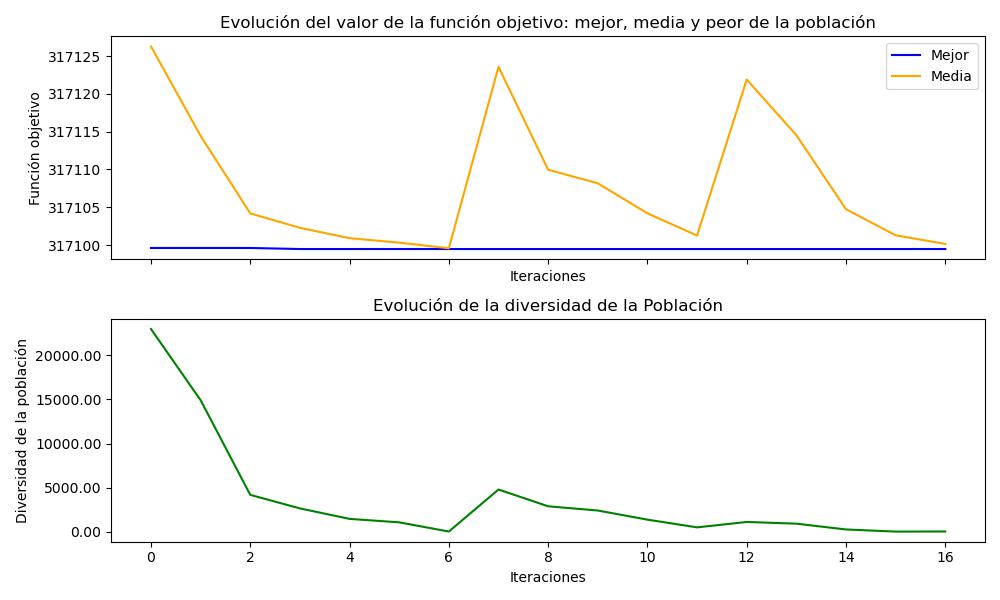 Evolución del valor de la función objetivo: mejor, media y peor de la población
Función objetivo
317125
317120
317115
317110
317105
317100
Mejor
Media
Iteraciones
Evolución de la diversidad de la Población
Diversidad de la población
20000.00
15000.00
10000.00
5000.00
0.00
0 2 4 6 8 10 12 14 16
Iteraciones